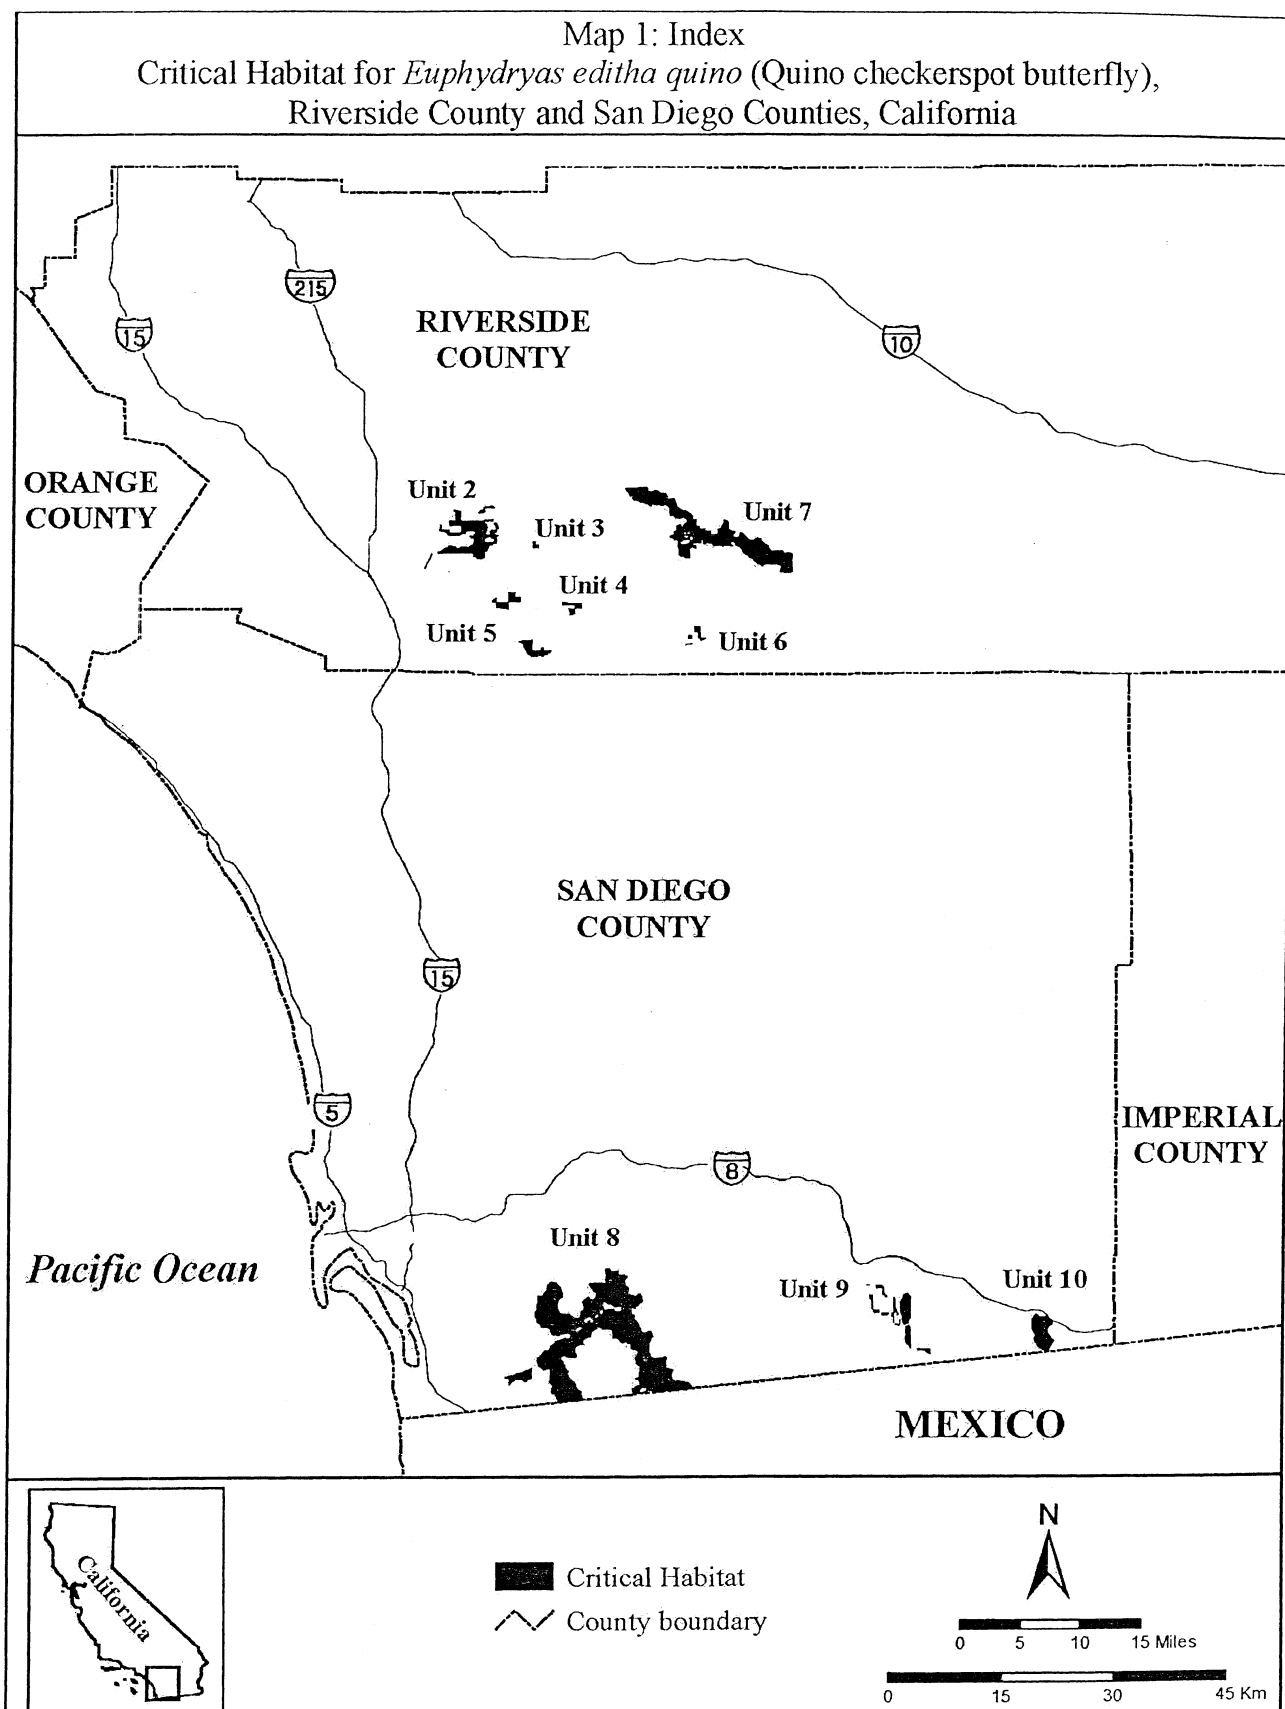 Map 1: Index
Critical Habitat for Euphydryas editha quino (Quino checkerspot butterfly),
Riverside County and San Diego Counties, California
215
15
RIVERSIDE
COUNTY
10
ORANGE
COUNTY
Unit 2
Unit 3
Unit 7
Unit 4
Unit 5
Unit 6
SAN DIEGO
COUNTY
15
5
IMPERIAL
COUNTY
8
Unit 8
Pacific Ocean
Unit 9
Unit 10
MEXICO
California
Critical Habitat
County boundary
N
0 5 10 15 Miles
0 15 30 45 Km